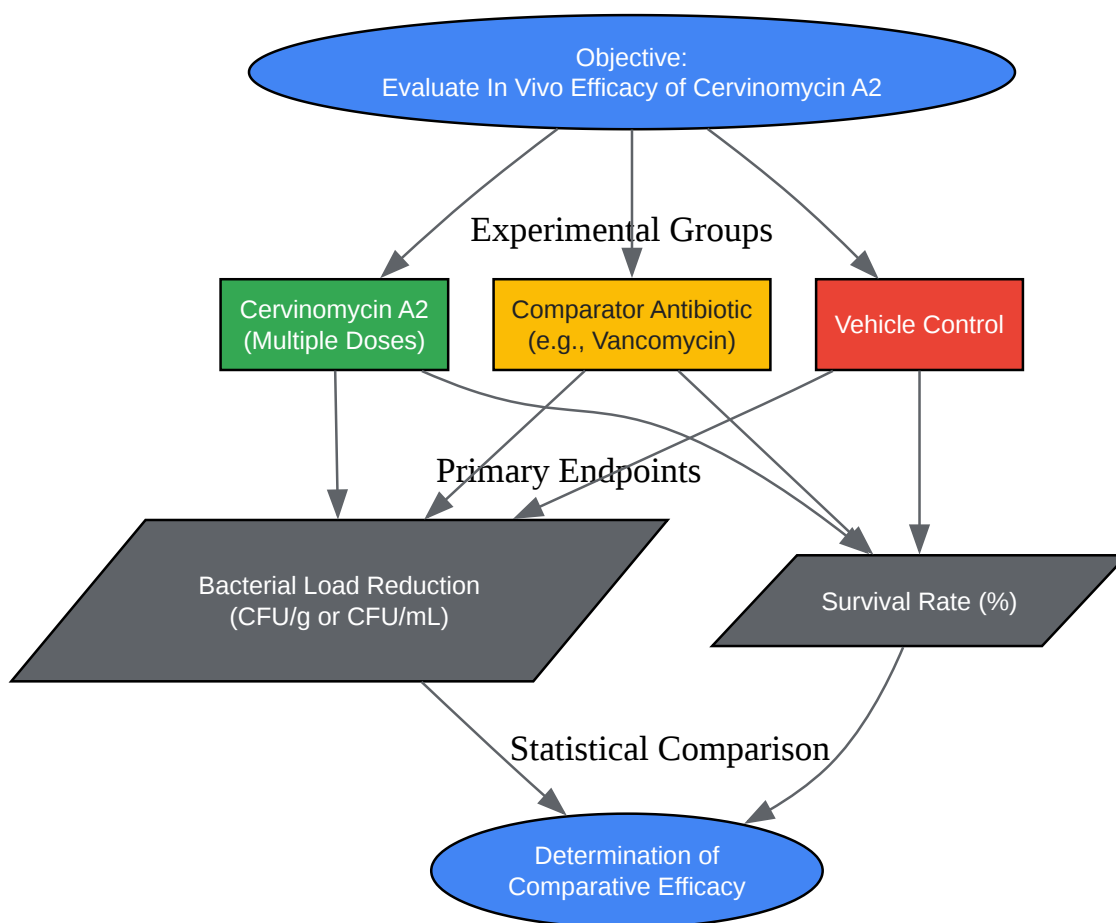 Objective:
Evaluate In Vivo Efficacy of Cervinomycin A2
Experimental Groups
Cervinomycin A2
(Multiple Doses)
Comparator Antibiotic
(e.g., Vancomycin)
Vehicle Control
Primary Endpoints
Bacterial Load Reduction
(CFU/g or CFU/mL)
Survival Rate (%)
Statistical Comparison
Determination of
Comparative Efficacy